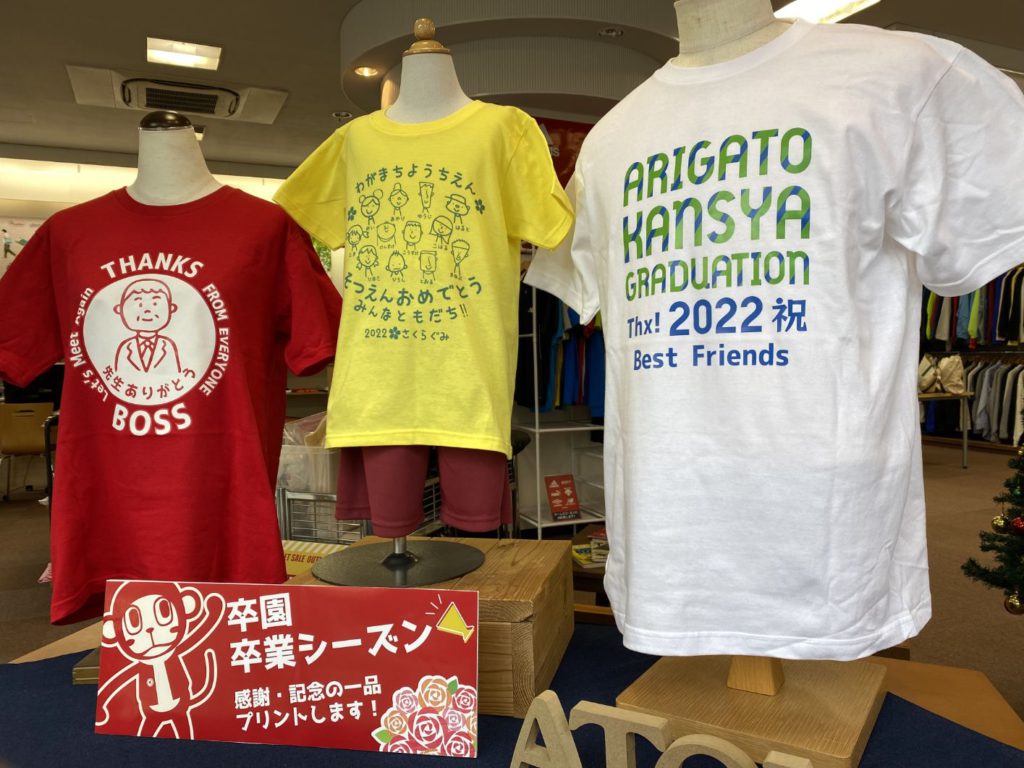 THANKS
FROM EVERYONE
Let's Meet Again
先生ありがとう
BOSS
わがまちようちえん
そつえんおめでとう
みんなともだち!!
2022 さくらぐみ
ARIGATO
KANSYA
GRADUATION
Thx! 2022 祝
Best Friends
卒園
卒業シーズン
感謝・記念の一品
プリントします！